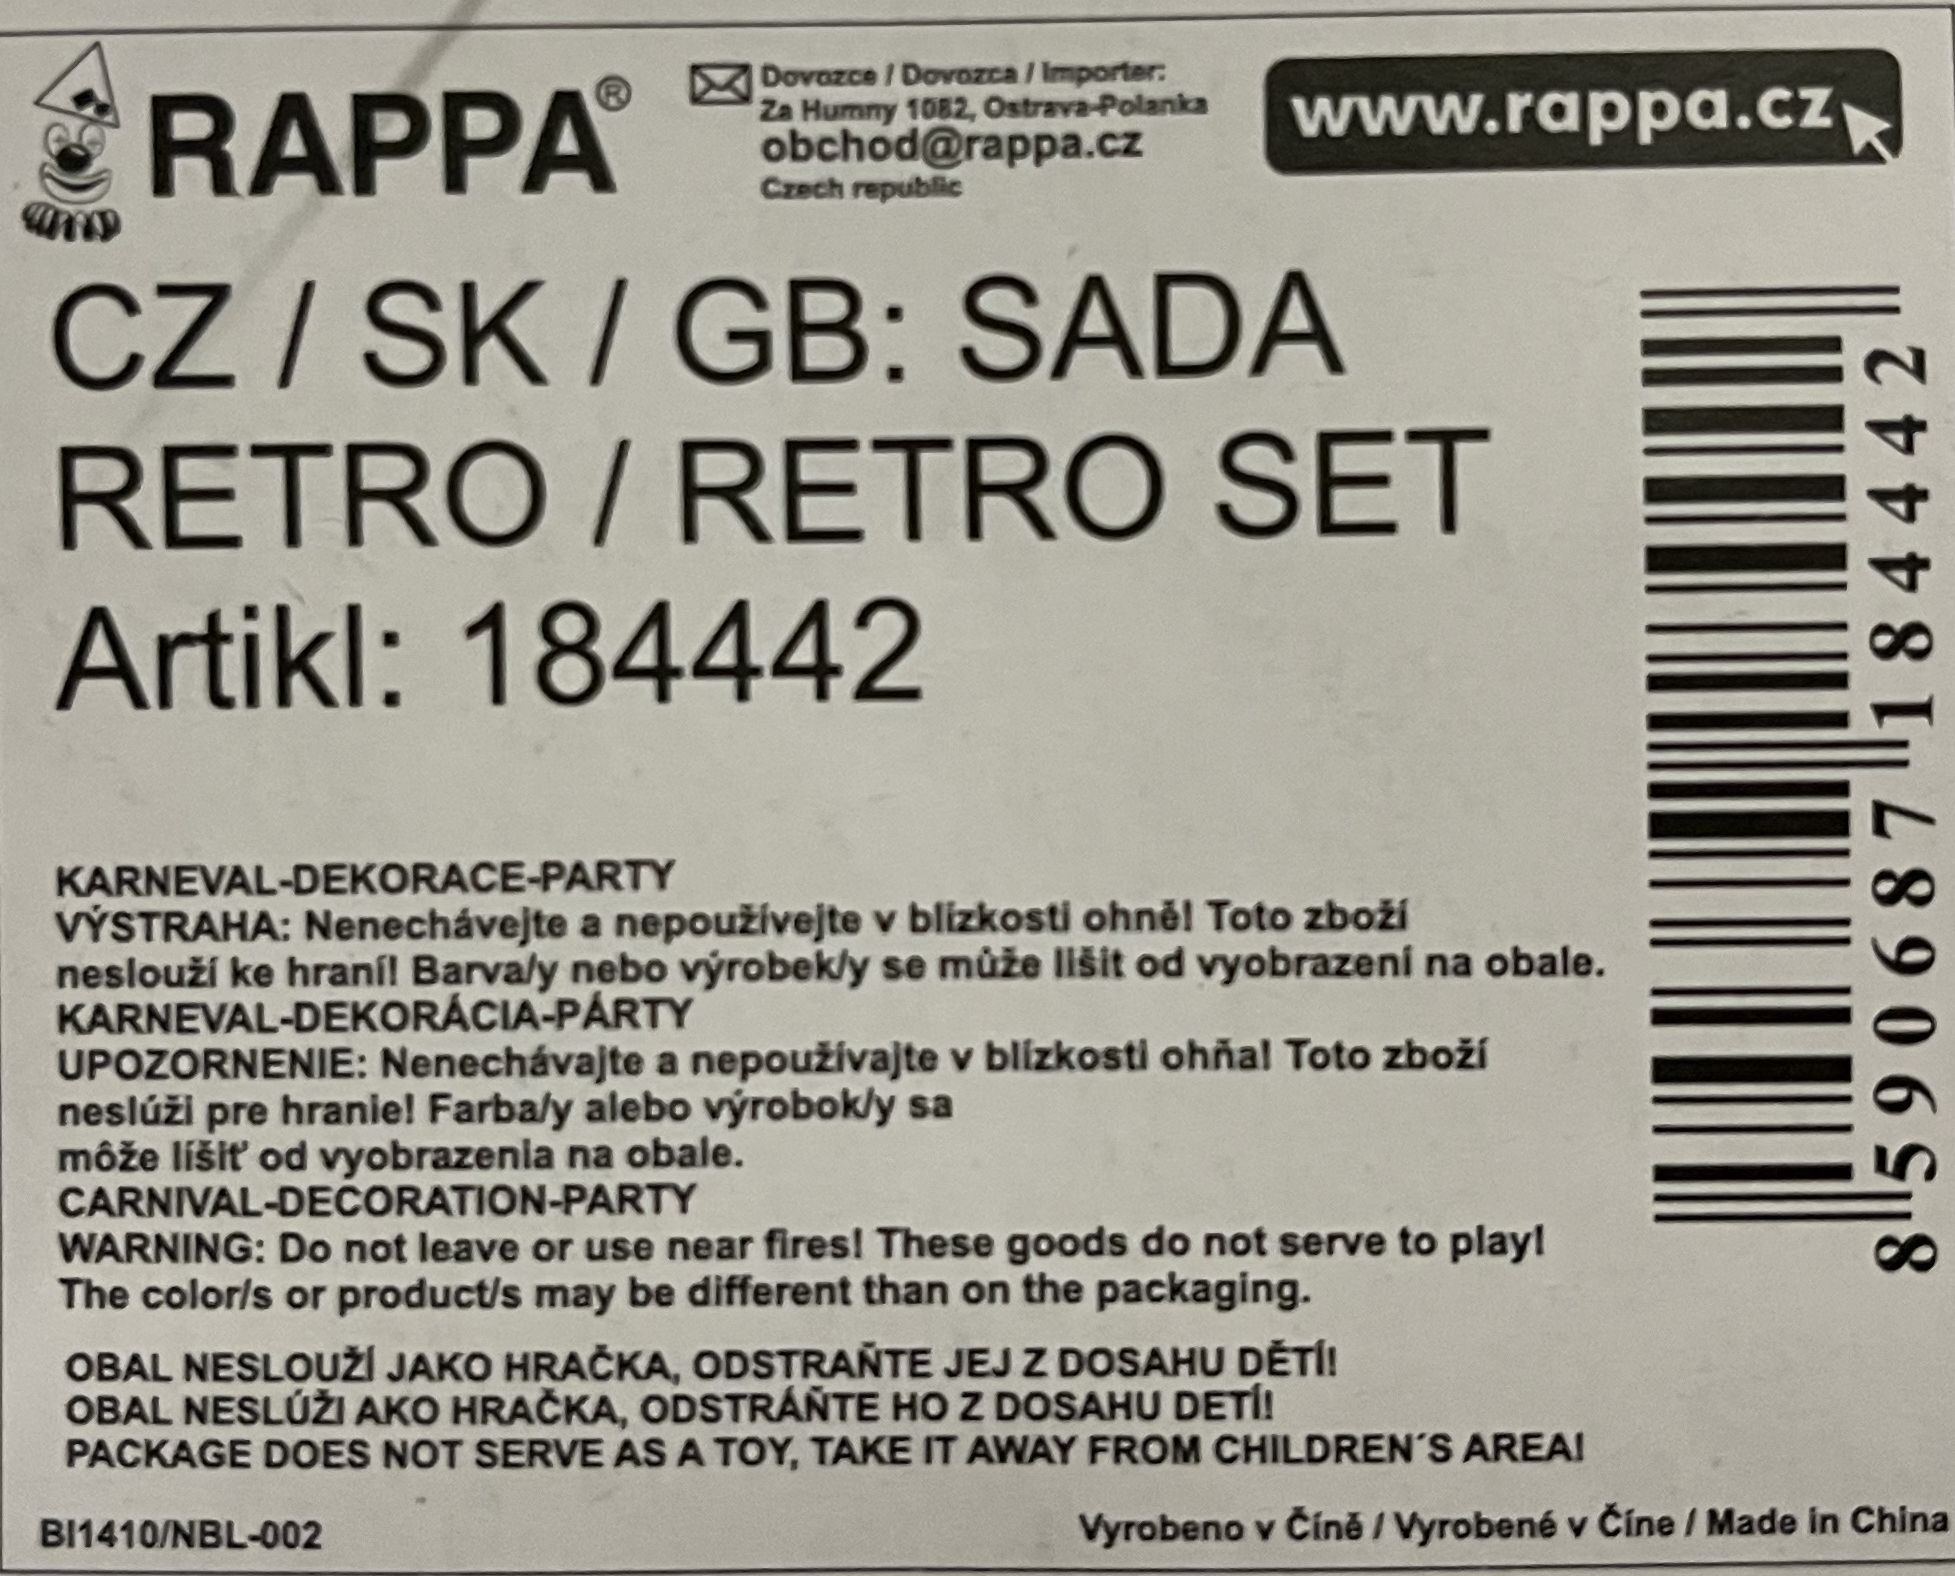 RAPPA®
Dovozce / Dovozca / Importer:
Za Humny 1082, Ostrava-Polanka
obchod@rappa.cz
Czech republic
www.rappa.cz
CZ / SK / GB: SADA
RETRO / RETRO SET
Artikl: 184442
8590687184442
KARNEVAL-DEKORACE-PARTY
VÝSTRAHA: Nenechávejte a nepoužívejte v blízkosti ohně! Toto zboží
neslouží ke hraní! Barva/y nebo výrobek/y se může lišit od vyobrazení na obale.
KARNEVAL-DEKORÁCIA-PÁRTY
UPOZORNENIE: Nenechávajte a nepoužívajte v blízkosti ohňa! Toto zboží
neslúži pre hranie! Farba/y alebo výrobok/y sa
môže líšiť od vyobrazenia na obale.
CARNIVAL-DECORATION-PARTY
WARNING: Do not leave or use near fires! These goods do not serve to play!
The color/s or product/s may be different than on the packaging.
OBAL NESLOUŽÍ JAKO HRAČKA, ODSTRAŇTE JEJ Z DOSAHU DĚTÍ!
OBAL NESLÚŽI AKO HRAČKA, ODSTRÁŇTE HO Z DOSAHU DETÍ!
PACKAGE DOES NOT SERVE AS A TOY, TAKE IT AWAY FROM CHILDREN´S AREA!
BI1410/NBL-002
Vyrobeno v Číně / Vyrobené v Číne / Made in China